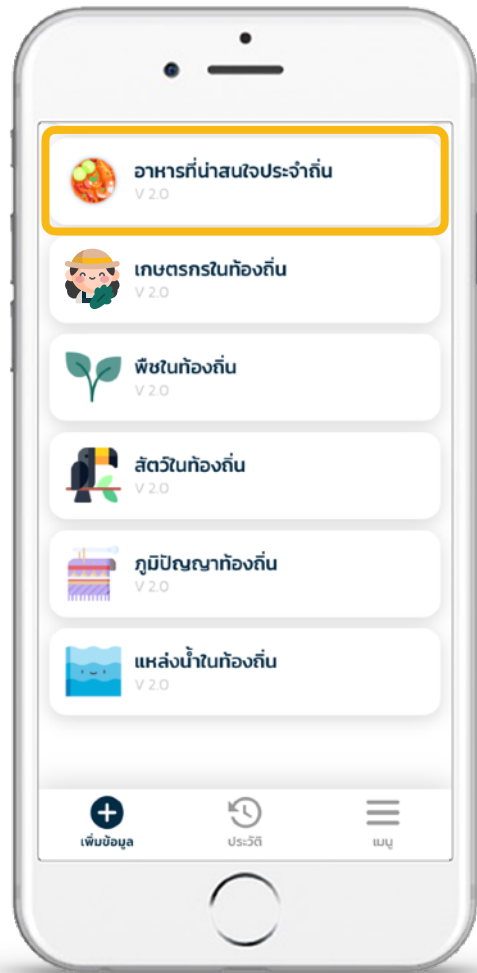 อาหารที่น่าสนใจประจำถิ่น
V 2.0
เกษตรกรในท้องถิ่น
V 2.0
พืชในท้องถิ่น
V 2.0
สัตว์ในท้องถิ่น
V 2.0
ภูมิปัญญาท้องถิ่น
V 2.0
แหล่งน้ำในท้องถิ่น
V 2.0
เพิ่มข้อมูล ประวัติ เมนู